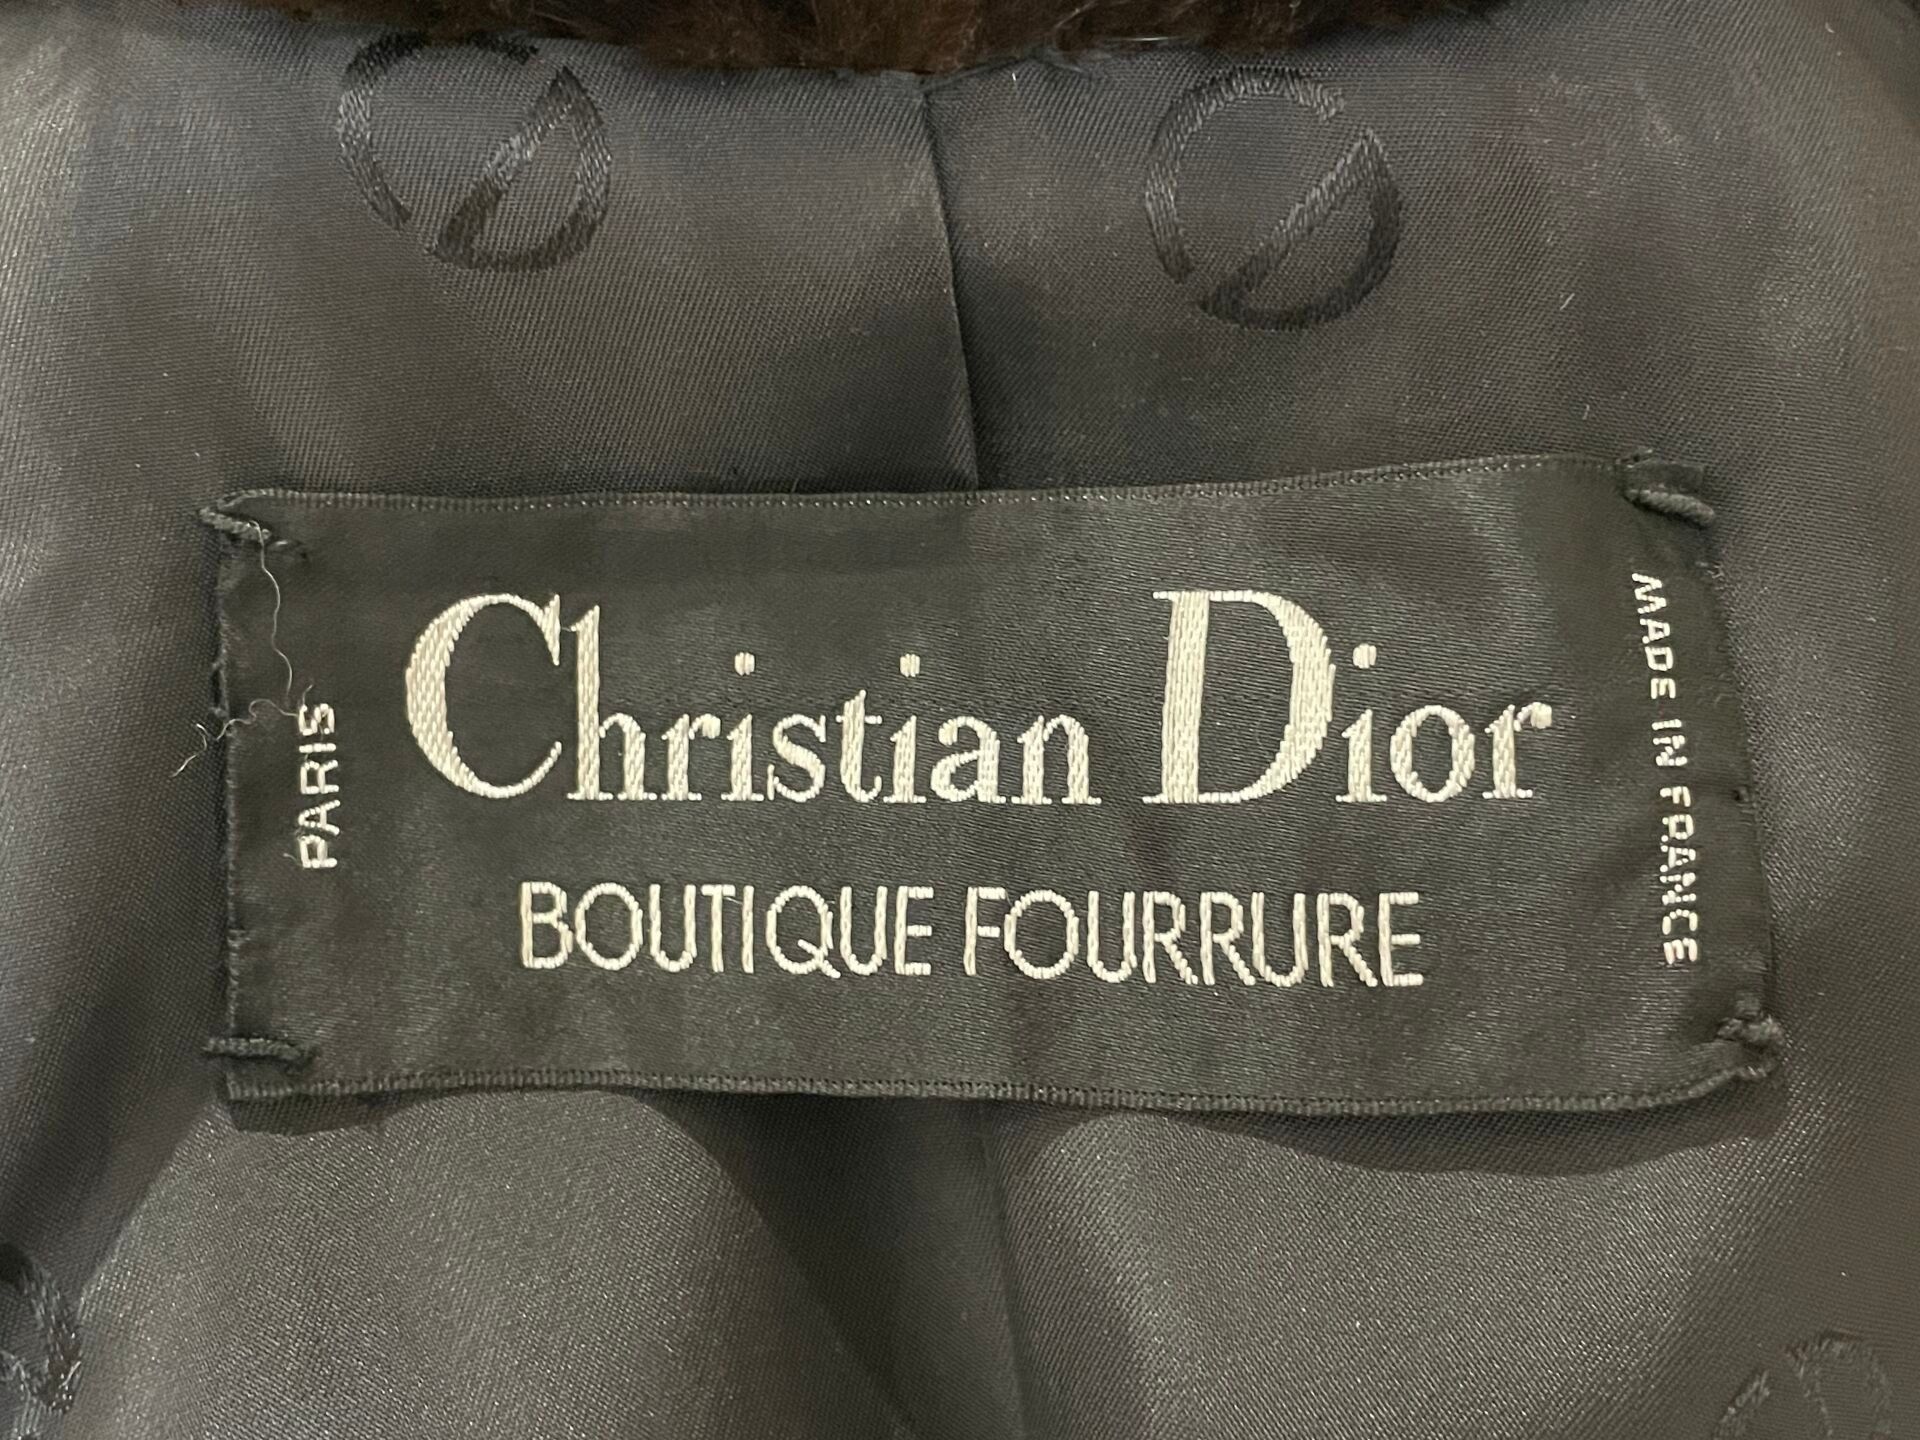 PARIS
Christian Dior
BOUTIQUE FOURRURE
MADE IN FRANCE